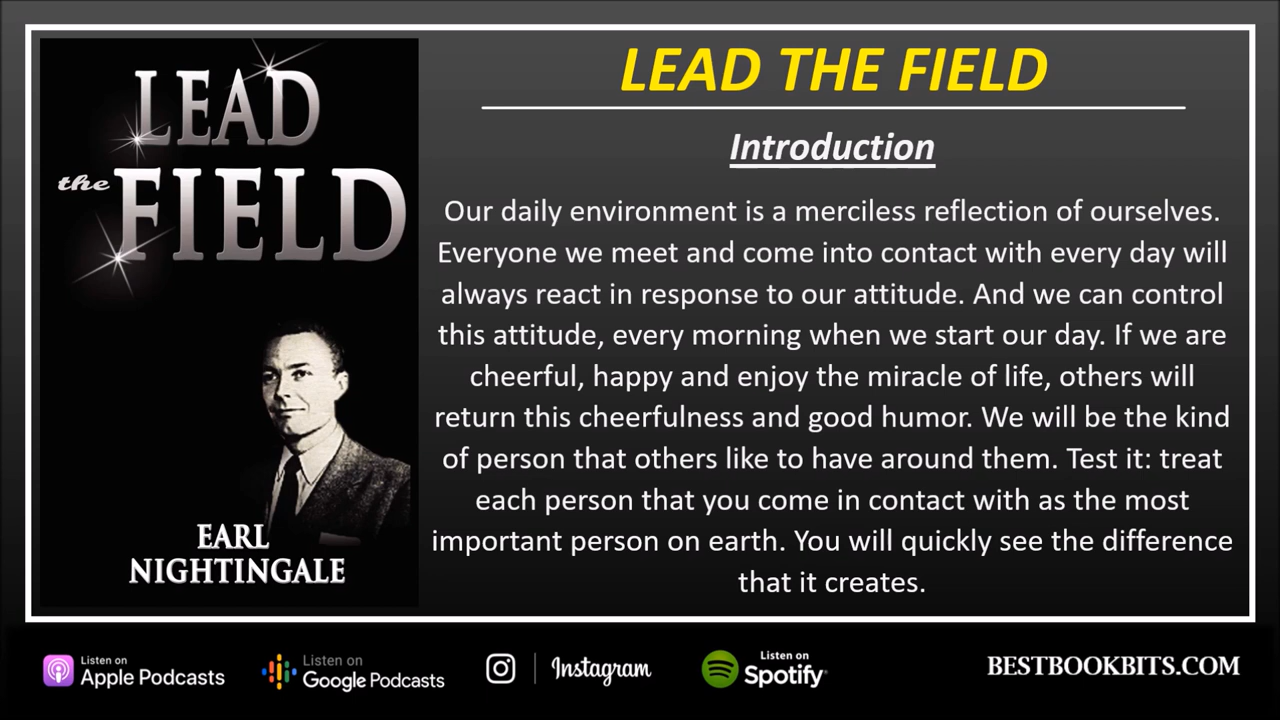 LEAD
the FIELD
EARL
NIGHTINGALE
LEAD THE FIELD
Introduction
Our daily environment is a merciless reflection of ourselves.
Everyone we meet and come into contact with every day will
always react in response to our attitude. And we can control
this attitude, every morning when we start our day. If we are
cheerful, happy and enjoy the miracle of life, others will
return this cheerfulness and good humor. We will be the kind
of person that others like to have around them. Test it: treat
each person that you come in contact with as the most
important person on earth. You will quickly see the difference
that it creates.
Listen on
Apple Podcasts
Listen on
Google Podcasts
Instagram
Listen on
Spotify
BESTBOOKBITS.COM